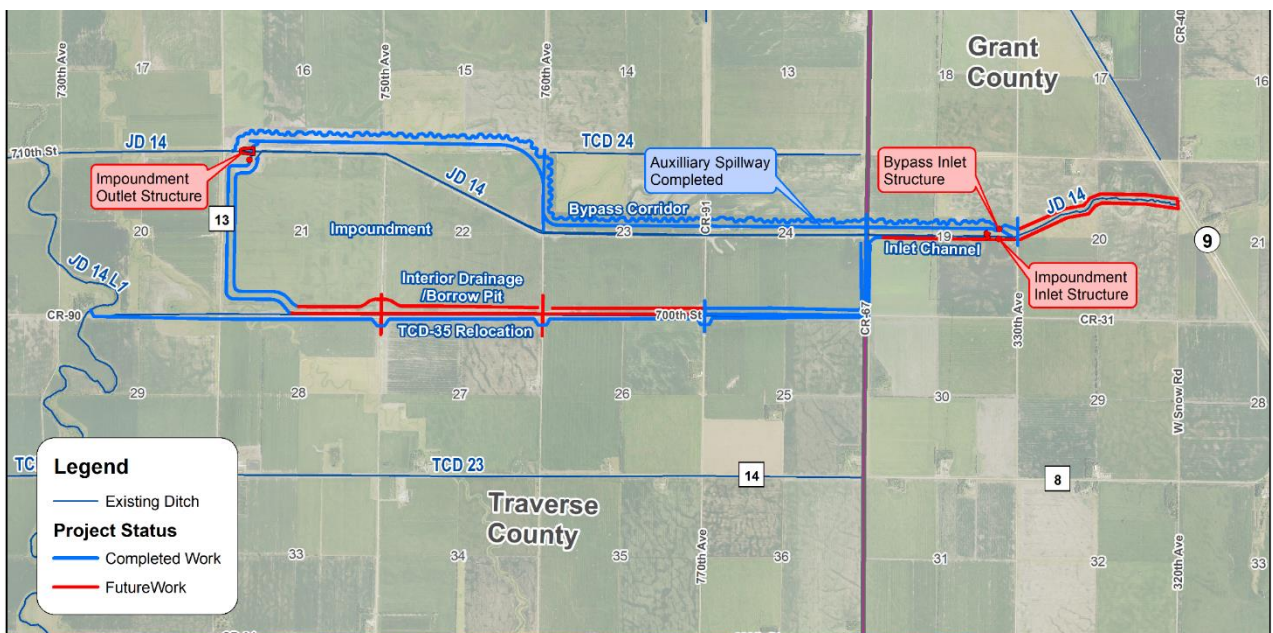 Grant
County
17
16
15
14
13
18
17
16
730th Ave
750th Ave
760th Ave
CR-40
710th St
JD 14
TCD 24
Impoundment
Outlet Structure
Auxilliary Spillway
Completed
Bypass Inlet
Structure
JD 14
JD 14
13
Bypass Corridor
CR-91
20
Impoundment
21
22
23
24
19
Inlet Channel
20
9
21
JD 14 L1
Interior Drainage
/Borrow Pit
Impoundment
Inlet Structure
CR-90
700th St
TCD-35 Relocation
CR-67
330th Ave
CR-31
29
28
27
26
25
30
29
28
W Snow Rd
TCD 23
14
8
Traverse
County
33
34
35
770th Ave
36
31
32
320th Ave
33
Legend
Existing Ditch
Project Status
Completed Work
FutureWork